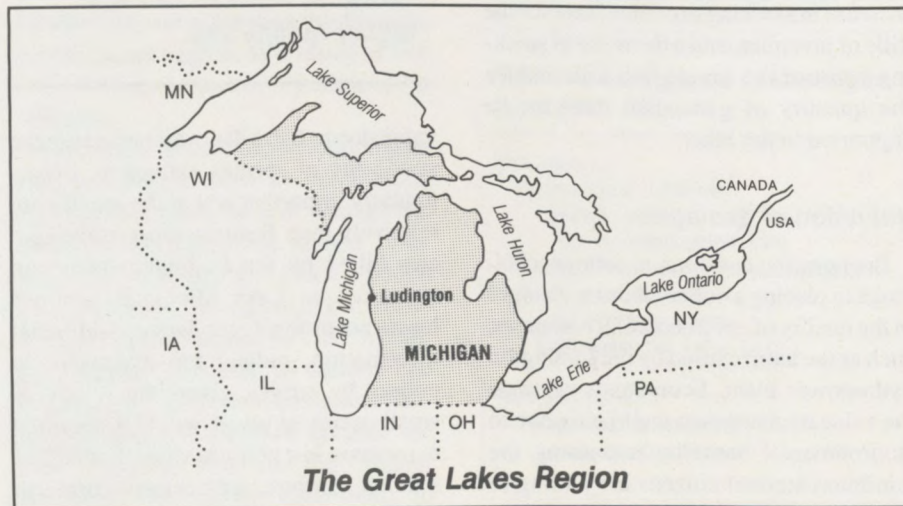 MN
Lake Superior
WI
CANADA
USA
Lake Huron
Lake Michigan
Lake Ontario
Ludington
NY
IA
MICHIGAN
Lake Erie
IL
PA
IN
OH
The Great Lakes Region